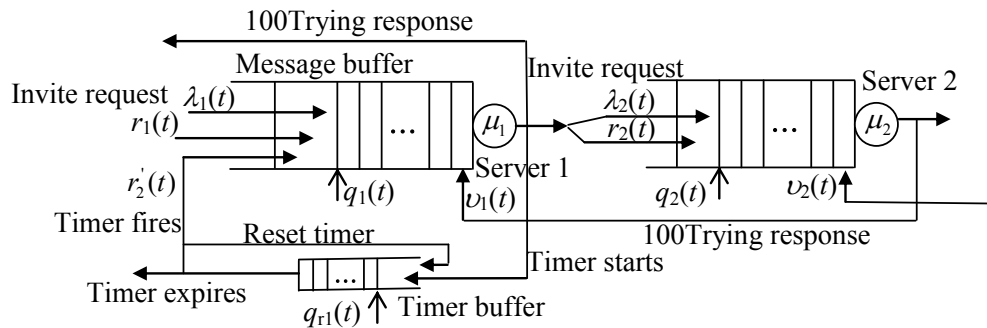 100Trying response
Message buffer
Invite request
Server 2
Invite request
λ1(t)
λ2(t)
r1(t)
r2(t)
...
μ1
...
μ2
Server 1
r2'(t)
q1(t)
υ1(t)
q2(t)
υ2(t)
Timer fires
100Trying response
Reset timer
Timer starts
...
Timer expires
qr1(t)
Timer buffer